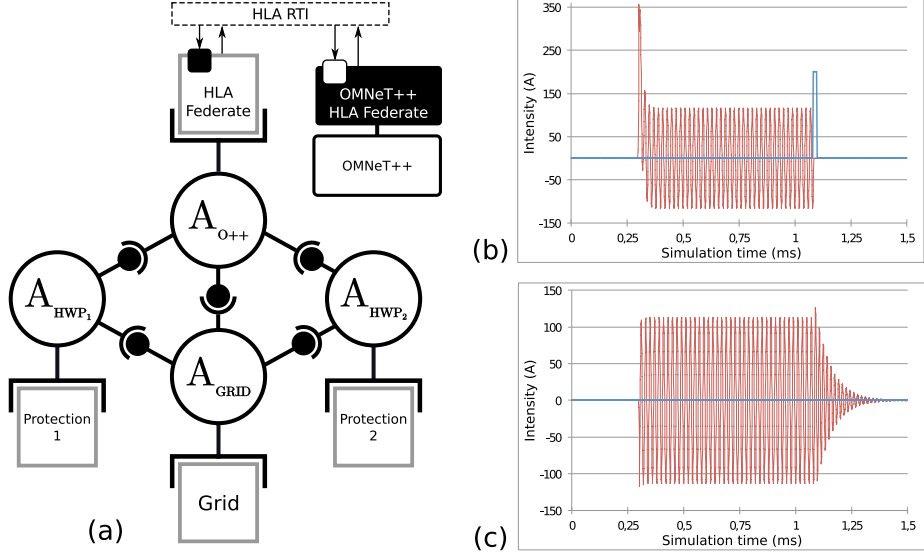 HLA RTI
HLA
Federate
OMNeT++
HLA Federate
OMNeT++
A O++
A HWP1
A HWP2
A GRID
Protection
1
Protection
2
Grid
(a)
Intensity (A)
350
250
150
50
-50
-150
0 0,25 0,5 0,75 1 1,25 1,5
Simulation time (ms)
(b)
Intensity (A)
150
100
50
0
-50
-100
-150
0 0,25 0,5 0,75 1 1,25 1,5
Simulation time (ms)
(c)